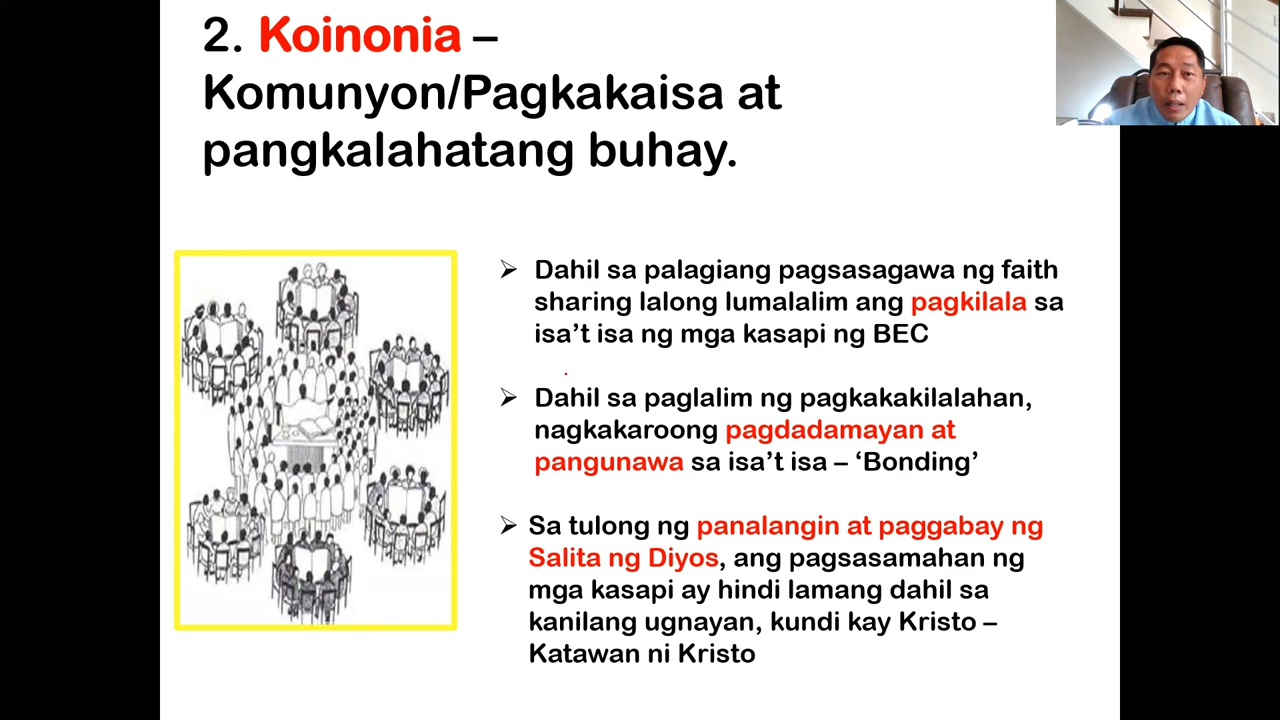 2. Koinonia –
Komunyon/Pagkakaisa at
pangkalahatang buhay.
➢ Dahil sa palagiang pagsasagawa ng faith
sharing lalong lumalalim ang pagkilala sa
isa’t isa ng mga kasapi ng BEC
➢ Dahil sa paglalim ng pagkakakilalahan,
nagkakaroong pagdadamayan at
pangunawa sa isa’t isa – ‘Bonding’
➢ Sa tulong ng panalangin at paggabay ng
Salita ng Diyos, ang pagsasamahan ng
mga kasapi ay hindi lamang dahil sa
kanilang ugnayan, kundi kay Kristo –
Katawan ni Kristo